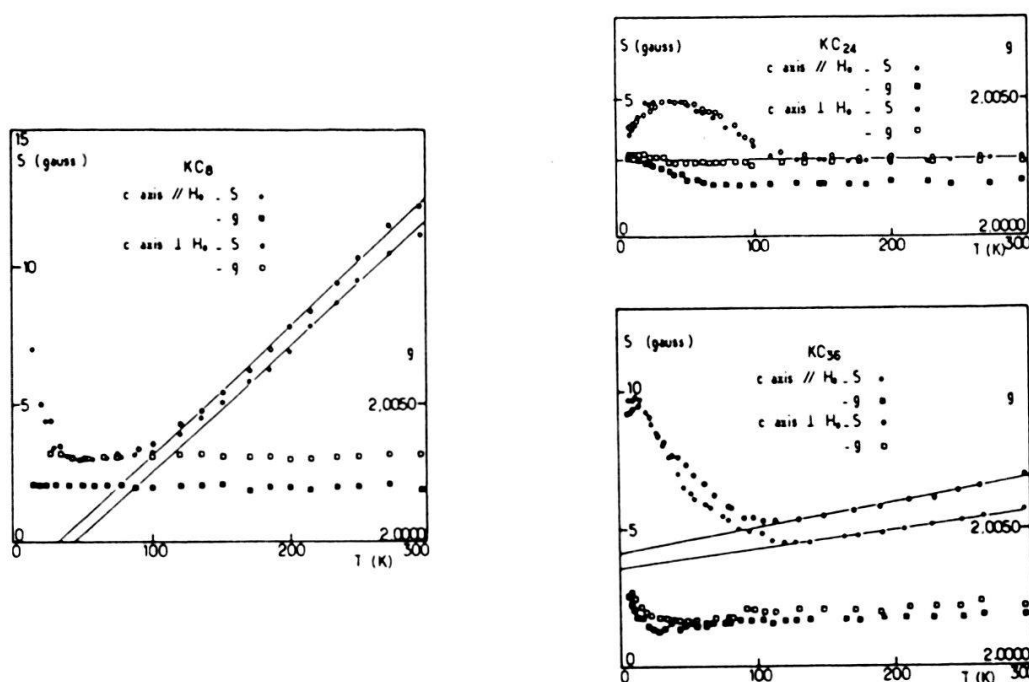 15
S (gauss)
KC8
c axis // H₀ - S •
- g ■
c axis ⊥ H₀ - S •
- g □
10
g
5
2.0050
0
100
200
2.0000
300
T (K)
S (gauss)
KC24
g
c axis // H₀ - S •
- g ■
c axis ⊥ H₀ - S •
- g □
5
2.0050
0
2.0000
0
100
200
300
T (K)
S (gauss)
KC36
c axis // H₀ - S •
- g ■
c axis ⊥ H₀ - S •
- g □
10
g
5
2.0050
0
2.0000
0
100
200
300
T (K)